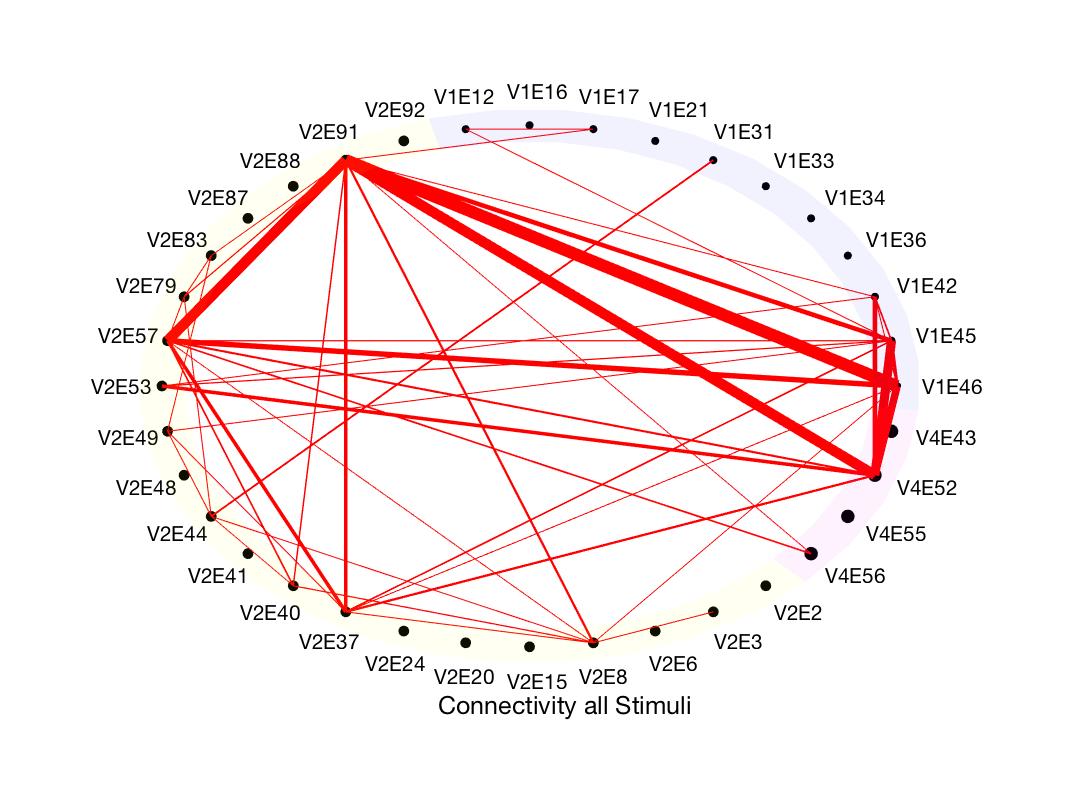 V1E12
V1E16
V1E17
V1E21
V1E31
V1E33
V1E34
V1E36
V1E42
V1E45
V1E46
V4E43
V4E52
V4E55
V4E56
V2E2
V2E3
V2E6
V2E8
V2E15
V2E20
V2E24
V2E37
V2E40
V2E41
V2E44
V2E48
V2E49
V2E53
V2E57
V2E79
V2E83
V2E87
V2E88
V2E91
V2E92
Connectivity all Stimuli